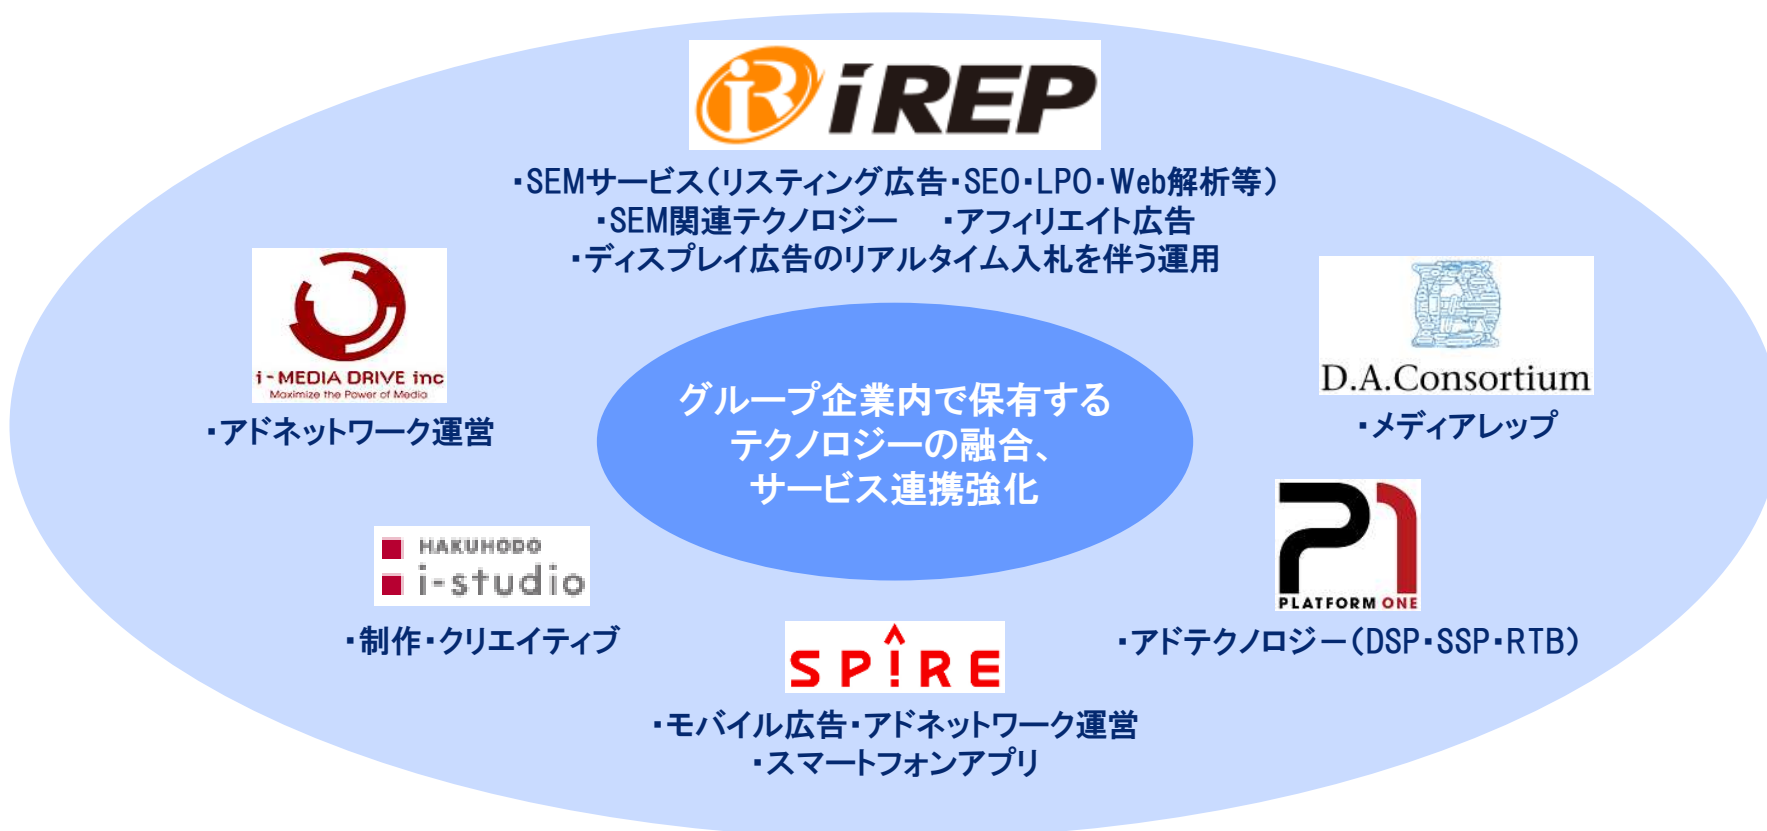 iREP
・SEMサービス（リスティング広告・SEO・LPO・Web解析等）
・SEM関連テクノロジー　・アフィリエイト広告
・ディスプレイ広告のリアルタイム入札を伴う運用
i-MEDIA DRIVE inc
Maximize the Power of Media
・アドネットワーク運営
D.A.Consortium
・メディアレップ
グループ企業内で保有する
テクノロジーの融合、
サービス連携強化
HAKUHODO
i-studio
・制作・クリエイティブ
P1
PLATFORM ONE
・アドテクノロジー（DSP・SSP・RTB）
SPiRE
・モバイル広告・アドネットワーク運営
・スマートフォンアプリ